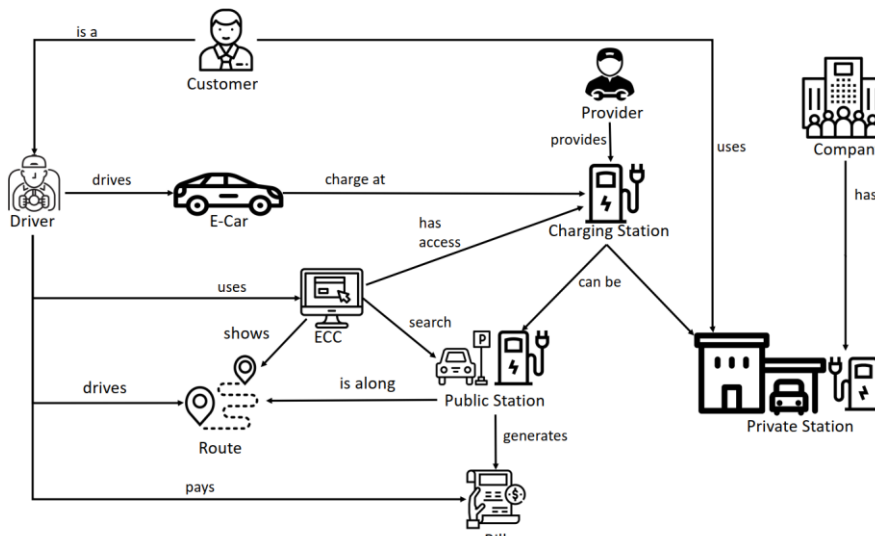 is a
Customer
Provider
provides
uses
Compan
has
Driver
drives
E-Car
charge at
Charging Station
has
access
can be
uses
ECC
search
shows
P
drives
is along
Route
Public Station
Private Station
generates
pays
$